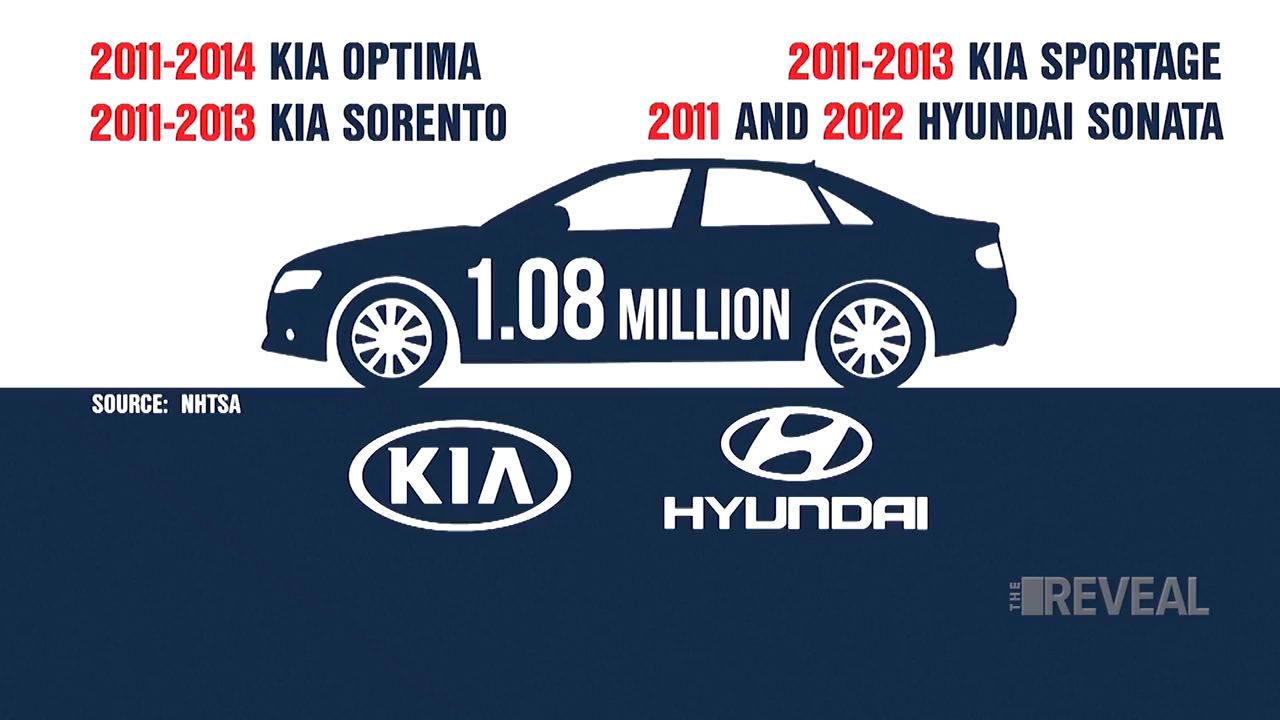 2011-2014 KIA OPTIMA
2011-2013 KIA SORENTO
2011-2013 KIA SPORTAGE
2011 AND 2012 HYUNDAI SONATA
1.08 MILLION
SOURCE: NHTSA
KIA
HYUNDAI
THE REVEAL